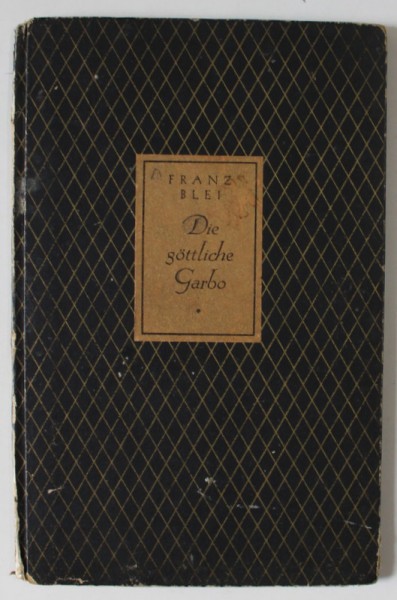 FRANZ
BLEI
Die
göttliche
Garbo